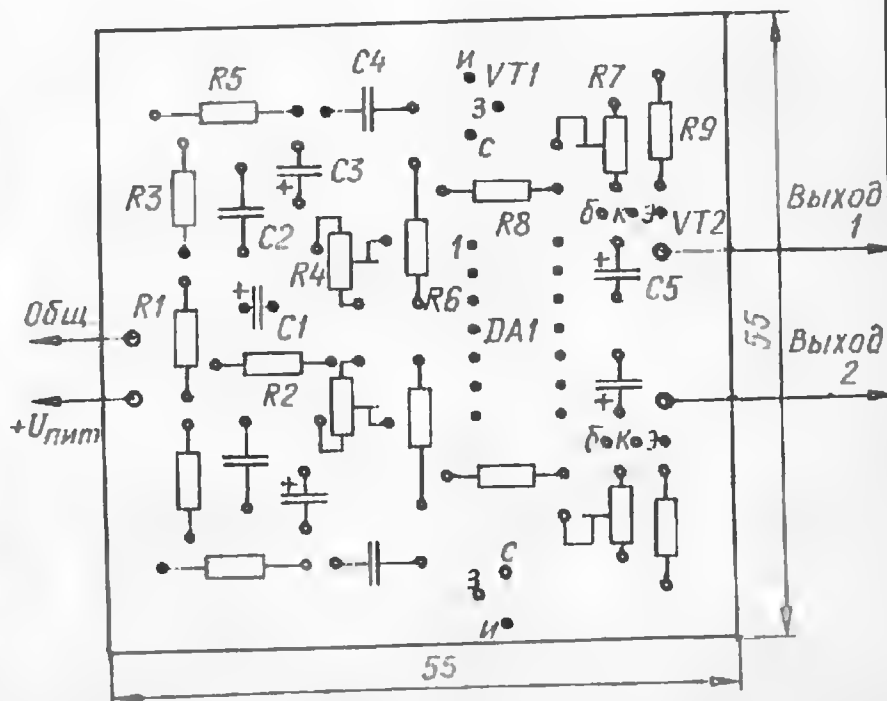 R5
C4
И
VT1
З
С
R7
R9
R3
C2
+
C3
R4
R6
R8
1
DA1
б к э
VT2
+
C5
Выход
1
Общ
R1
+
C1
R2
+Uпит
55
Выход
2
+
+
б к э
С
З
И
55